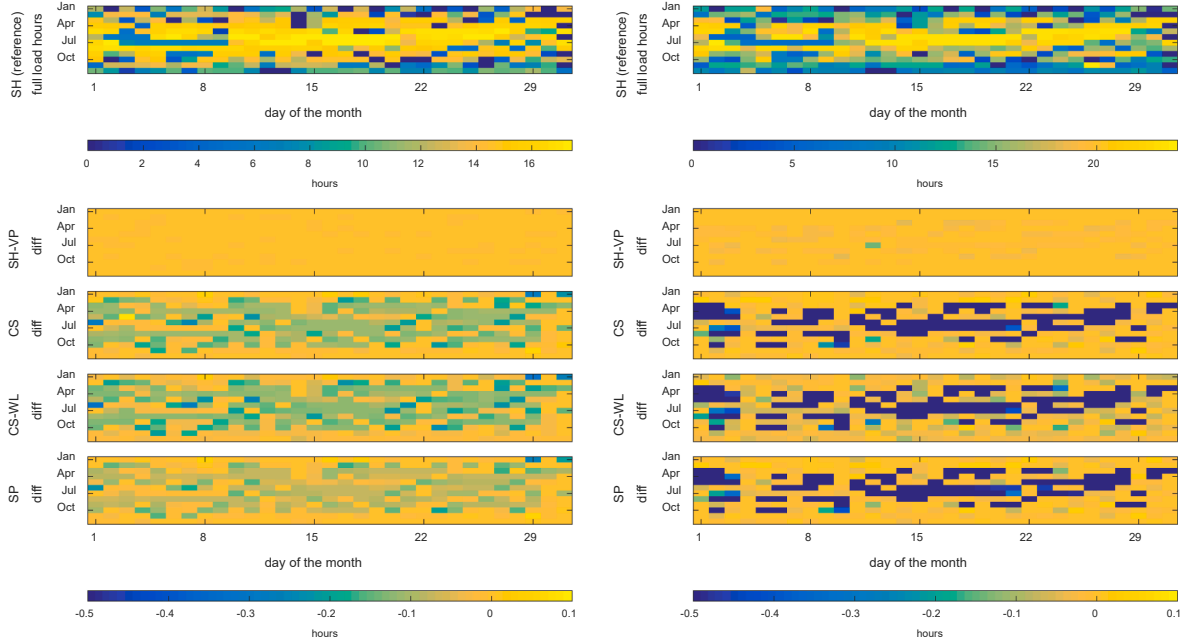 SH (reference)
full load hours
Jan
Apr
Jul
Oct
1
8
15
22
29
day of the month
0
2
4
6
8
10
12
14
16
hours
SH-VP
diff
Jan
Apr
Jul
Oct
CS
diff
Jan
Apr
Jul
Oct
CS-WL
diff
Jan
Apr
Jul
Oct
SP
diff
Jan
Apr
Jul
Oct
1
8
15
22
29
day of the month
-0.5
-0.4
-0.3
-0.2
-0.1
0
0.1
hours
SH (reference)
full load hours
Jan
Apr
Jul
Oct
1
8
15
22
29
day of the month
0
5
10
15
20
hours
SH-VP
diff
Jan
Apr
Jul
Oct
CS
diff
Jan
Apr
Jul
Oct
CS-WL
diff
Jan
Apr
Jul
Oct
SP
diff
Jan
Apr
Jul
Oct
1
8
15
22
29
day of the month
-0.5
-0.4
-0.3
-0.2
-0.1
0
0.1
hours